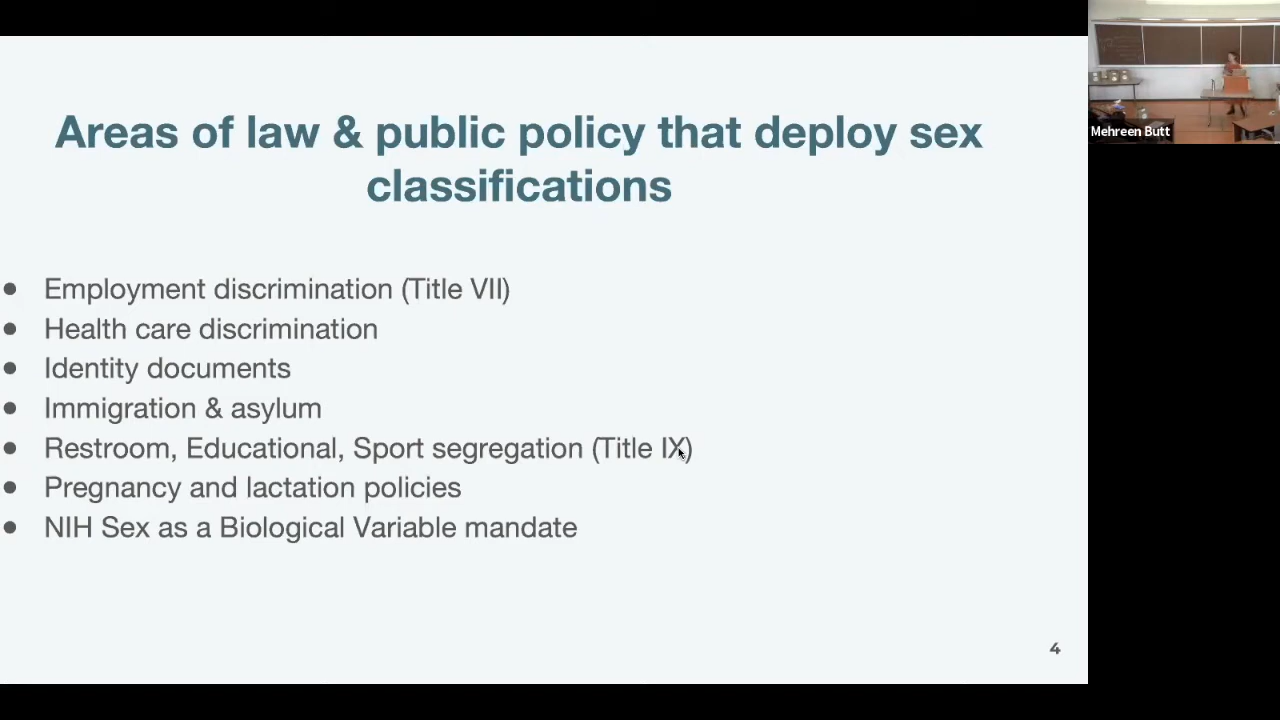 Areas of law & public policy that deploy sex
classifications
● Employment discrimination (Title VII)
● Health care discrimination
● Identity documents
● Immigration & asylum
● Restroom, Educational, Sport segregation (Title IX)
● Pregnancy and lactation policies
● NIH Sex as a Biological Variable mandate
4
Mehreen Butt